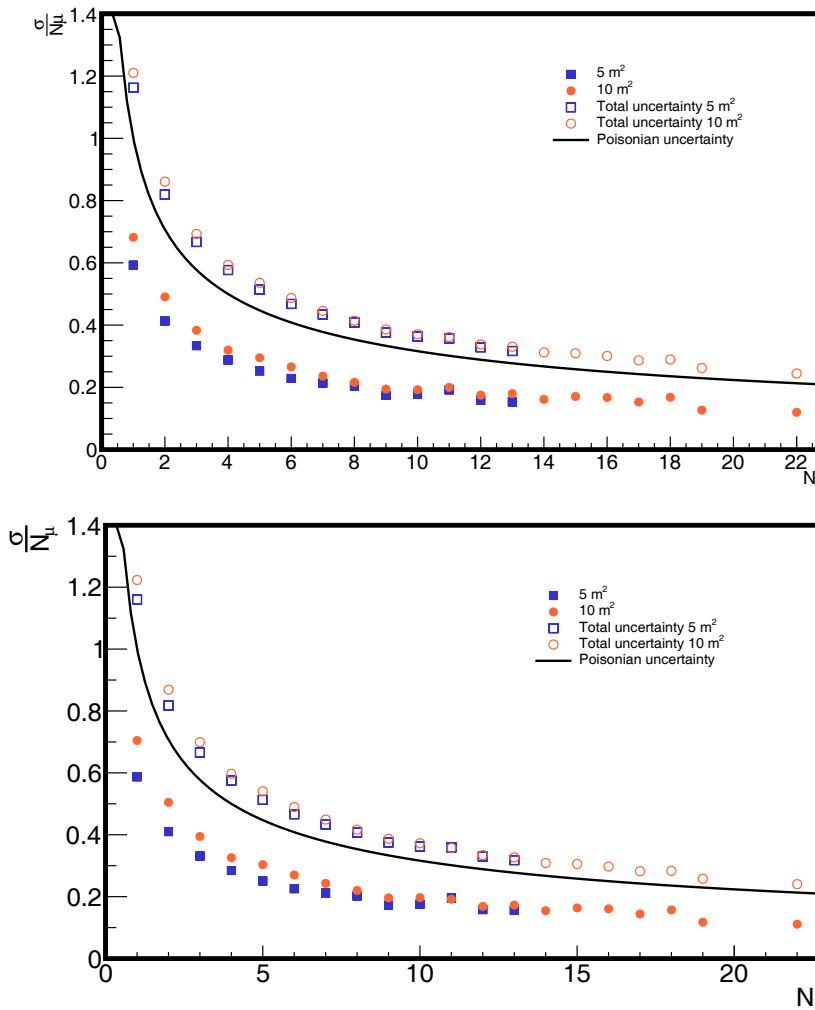 σ
Nμ
1.4
1.2
1
0.8
0.6
0.4
0.2
0
5 m²
10 m²
Total uncertainty 5 m²
Total uncertainty 10 m²
Poisonian uncertainty
0 2 4 6 8 10 12 14 16 18 20 22
N
σ
Nμ
1.4
1.2
1
0.8
0.6
0.4
0.2
0
5 m²
10 m²
Total uncertainty 5 m²
Total uncertainty 10 m²
Poisonian uncertainty
0 5 10 15 20
N